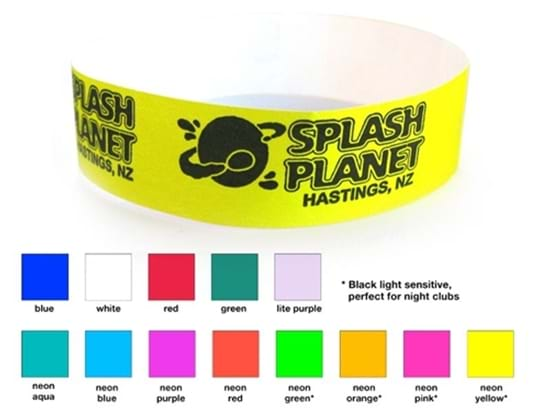 SPLASH
PLANET
HASTINGS, NZ
SPLASH
PLANET
HASTINGS, NZ
blue
white
red
green
lite purple
* Black light sensitive,
perfect for night clubs
neon
aqua
neon
blue
neon
purple
neon
red
neon
green*
neon
orange*
neon
pink*
neon
yellow*